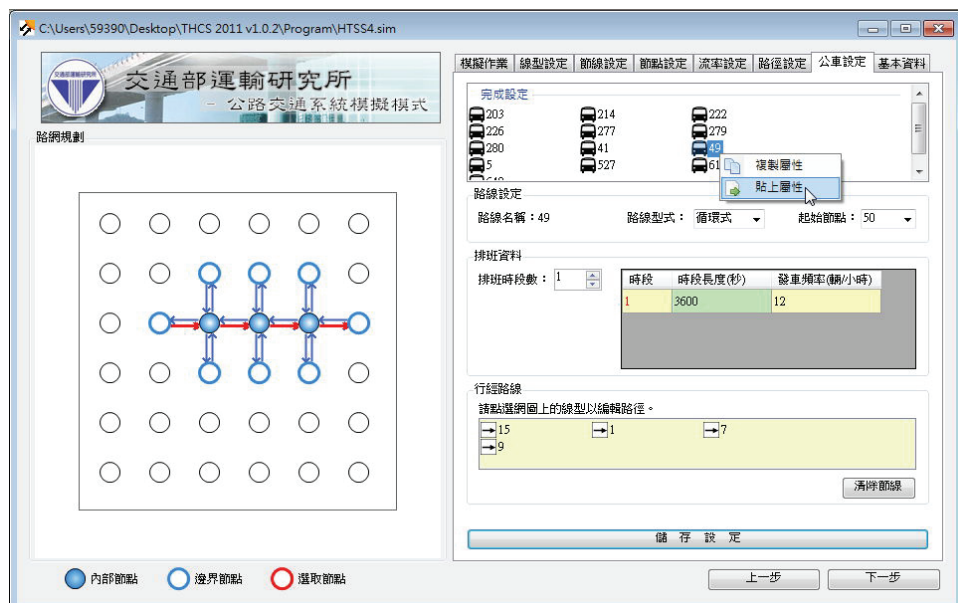 C:\Users\59390\Desktop\THCS 2011 v1.0.2\Program\HTSS4.sim
交通部運輸研究所
- 公路交通系統模擬模式
路網規劃
內部節點 邊界節點 選取節點
模擬作業 線型設定 節線設定 節點設定 流率設定 路徑設定 公車設定 基本資料
完成設定
203 214 222
226 277 279
280 41 49
5 527 61
複製屬性
貼上屬性
路線設定
路線名稱：49 路線型式： 循環式 起始節點： 50
排班資料
排班時段數： 1
時段 時段長度(秒) 發車頻率(輛/小時)
1 3600 12
行經路線
請點選網圖上的線型以編輯路徑。
15 1 7
9
清除節線
儲 存 設 定
上一步 下一步